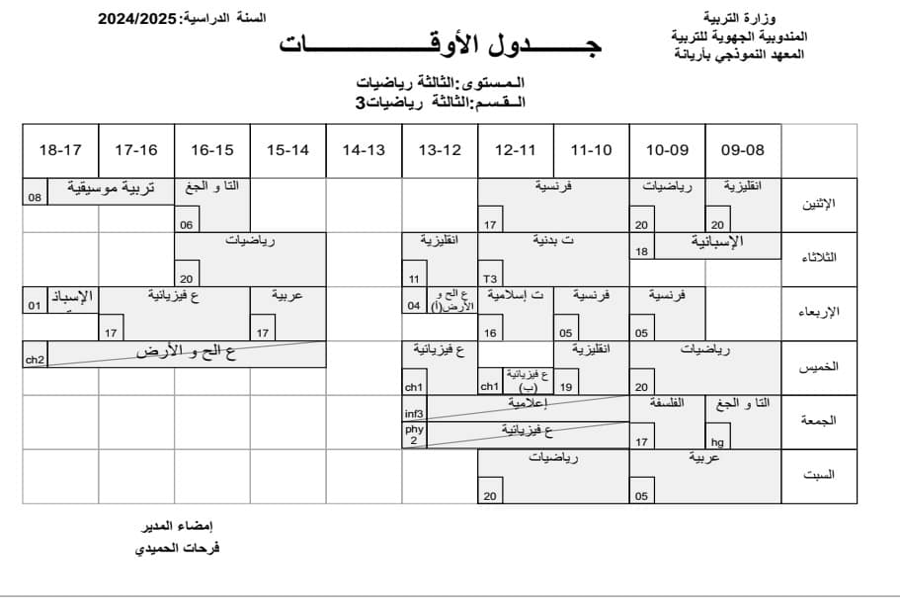 وزارة التربية
المندوبية الجهوية للتربية
المعهد النموذجي بأريانة
السنة الدراسية:2024/2025
جـــــدول الأوقـــــــــــــات
المـستوى:الثالثة رياضيات
القـسـم:الثالثة رياضيات3
09-08 10-09 11-10 12-11 13-12 14-13 15-14 16-15 17-16 18-17
الإثنين
انقليزية 20
رياضيات 20
فرنسية 17
التا و الجغ 06
تربية موسيقية 08
الثلاثاء
الإسبانية 18
ت بدنية T3
انقليزية 11
رياضيات 20
الإربعاء
فرنسية 05
فرنسية 05
ت إسلامية 16
ع الح و الأرض(أ) 04
عربية 17
ع فيزيائية 17
الإسبانـ 01
الخميس
رياضيات 20
انقليزية 19
ع فيزيائية (ب) ch1
ع فيزيائية ch1
ع الح و الأرض ch2
الجمعة
التا و الجغ hg
الفلسفة 17
إعلامية inf3
ع فيزيائية phy 2
السبت
عربية 05
رياضيات 20
إمضاء المدير
فرحات الحميدي